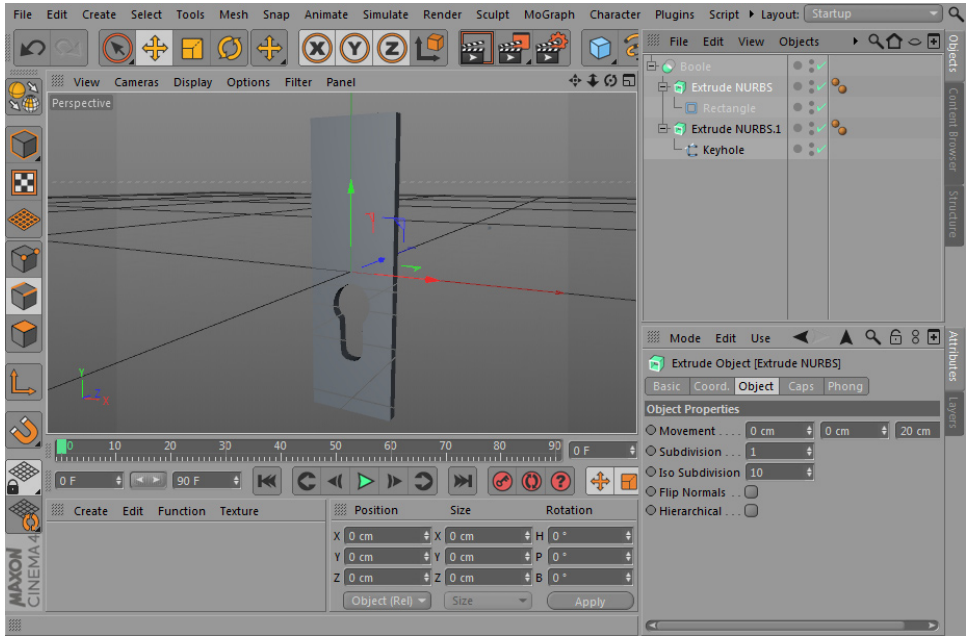 File Edit Create Select Tools Mesh Snap Animate Simulate Render Sculpt MoGraph Character Plugins Script Layout: Startup
File Edit View Objects
View Cameras Display Options Filter Panel
Perspective
Boole
Extrude NURBS
Rectangle
Extrude NURBS.1
Keyhole
Objects
Content Browser
Structure
X Y Z
Y
Z
X
Mode Edit Use
Extrude Object [Extrude NURBS]
Basic Coord. Object Caps Phong
Object Properties
Movement . . . . 0 cm 0 cm 20 cm
Subdivision . . . 1
Iso Subdivision 10
Flip Normals . .
Hierarchical . . .
Attributes
Layers
0 10 20 30 40 50 60 70 80 90 0 F
0 F 90 F
Create Edit Function Texture
Position Size Rotation
X 0 cm X 0 cm H 0 °
Y 0 cm Y 0 cm P 0 °
Z 0 cm Z 0 cm B 0 °
Object (Rel) Size Apply
MAXON
CINEMA 4